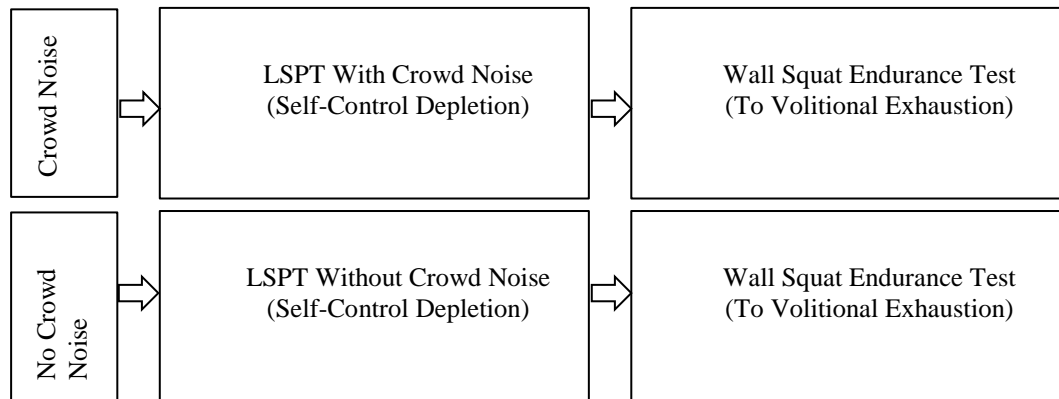 Crowd Noise
LSPT With Crowd Noise
(Self-Control Depletion)
Wall Squat Endurance Test
(To Volitional Exhaustion)
No Crowd
Noise
LSPT Without Crowd Noise
(Self-Control Depletion)
Wall Squat Endurance Test
(To Volitional Exhaustion)